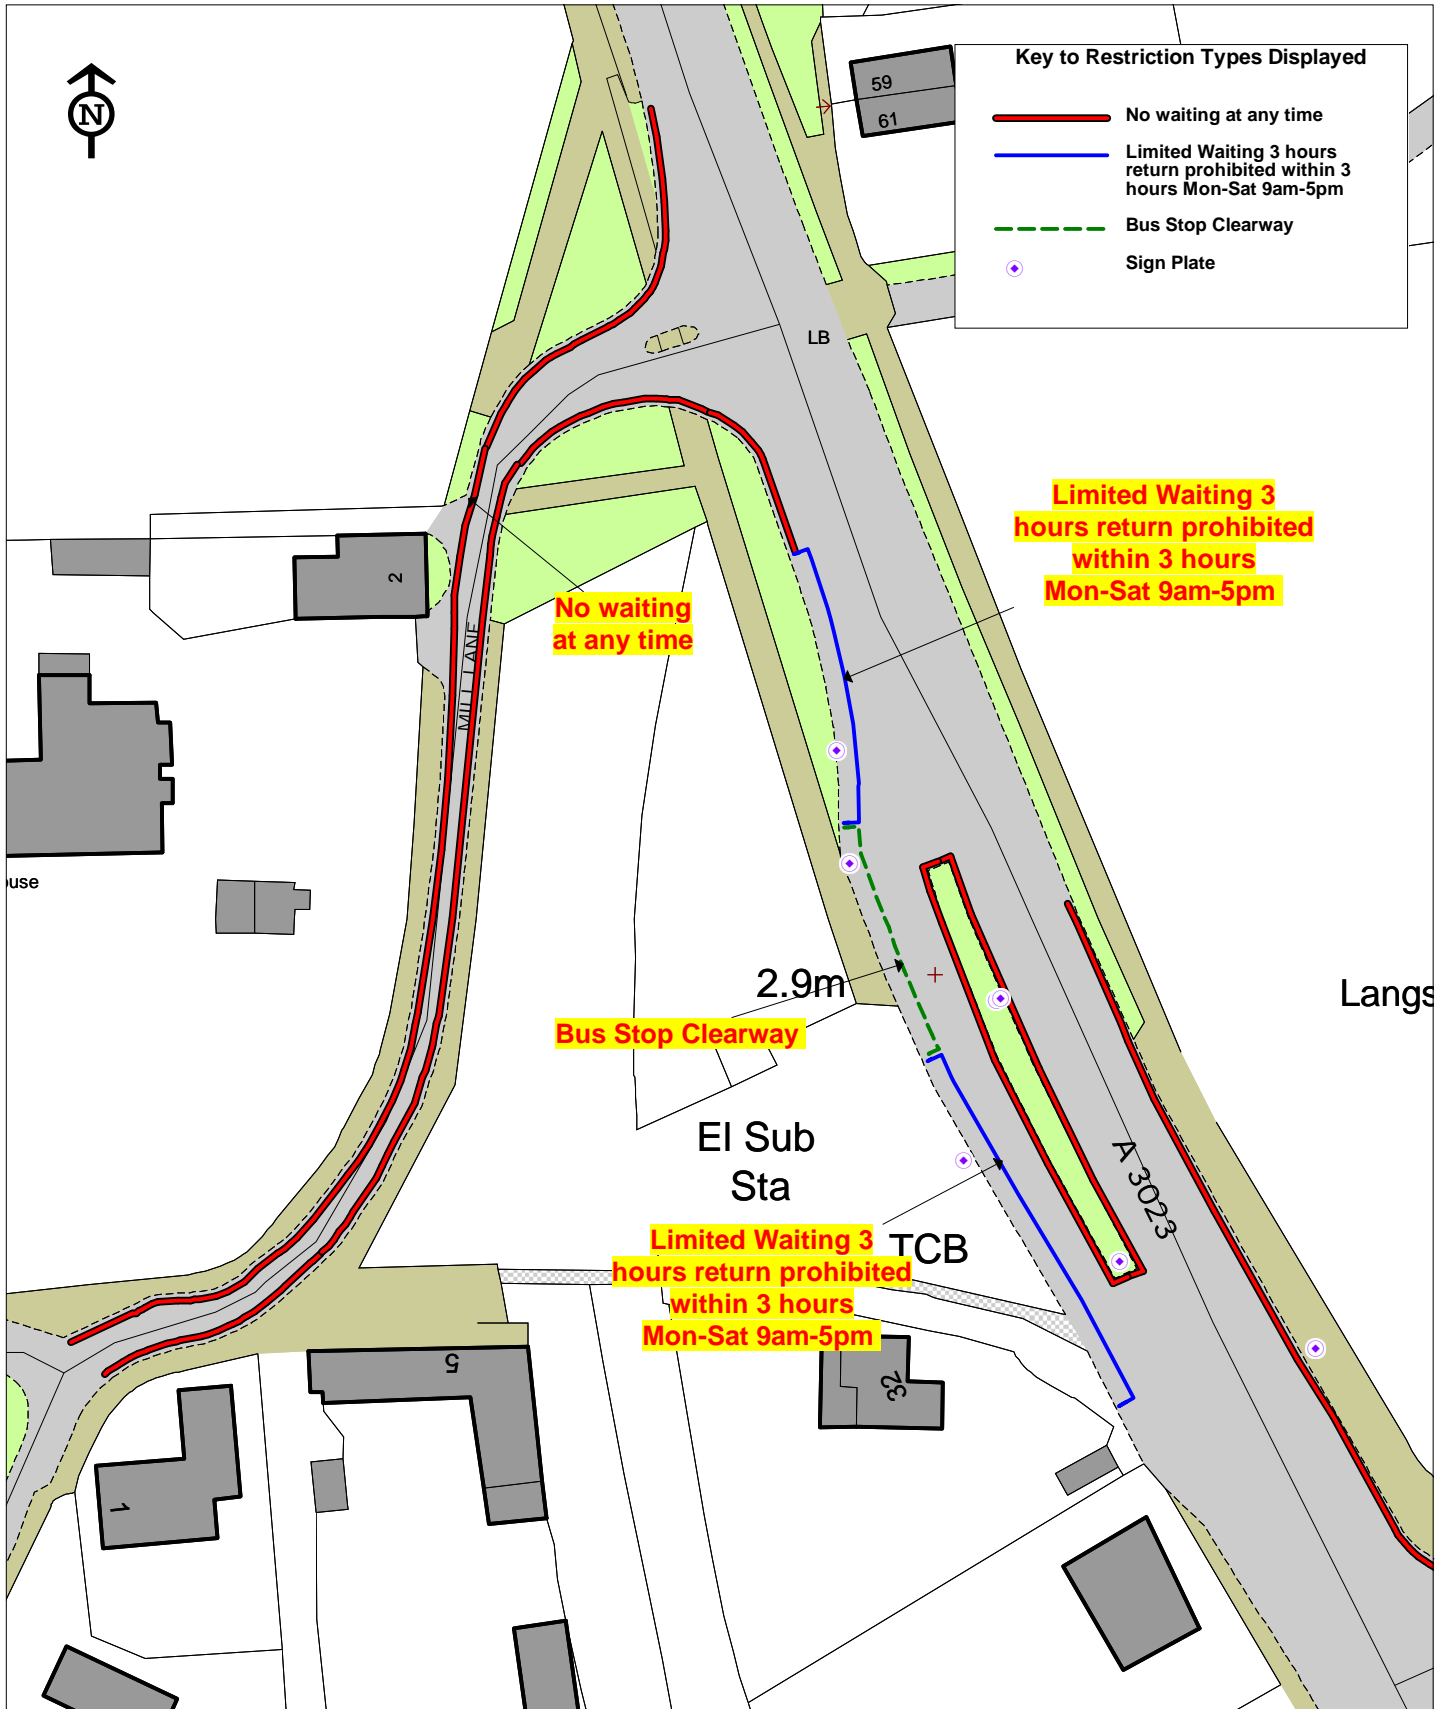 Key to Restriction Types Displayed
No waiting at any time
Limited Waiting 3 hours
return prohibited within 3
hours Mon-Sat 9am-5pm
Bus Stop Clearway
Sign Plate
N
59
61
LB
Limited Waiting 3
hours return prohibited
within 3 hours
Mon-Sat 9am-5pm
2
No waiting
at any time
MILL LANE
ouse
2.9m
Langs
Bus Stop Clearway
El Sub
Sta
A 3023
TCB
Limited Waiting 3
hours return prohibited
within 3 hours
Mon-Sat 9am-5pm
5
32
1